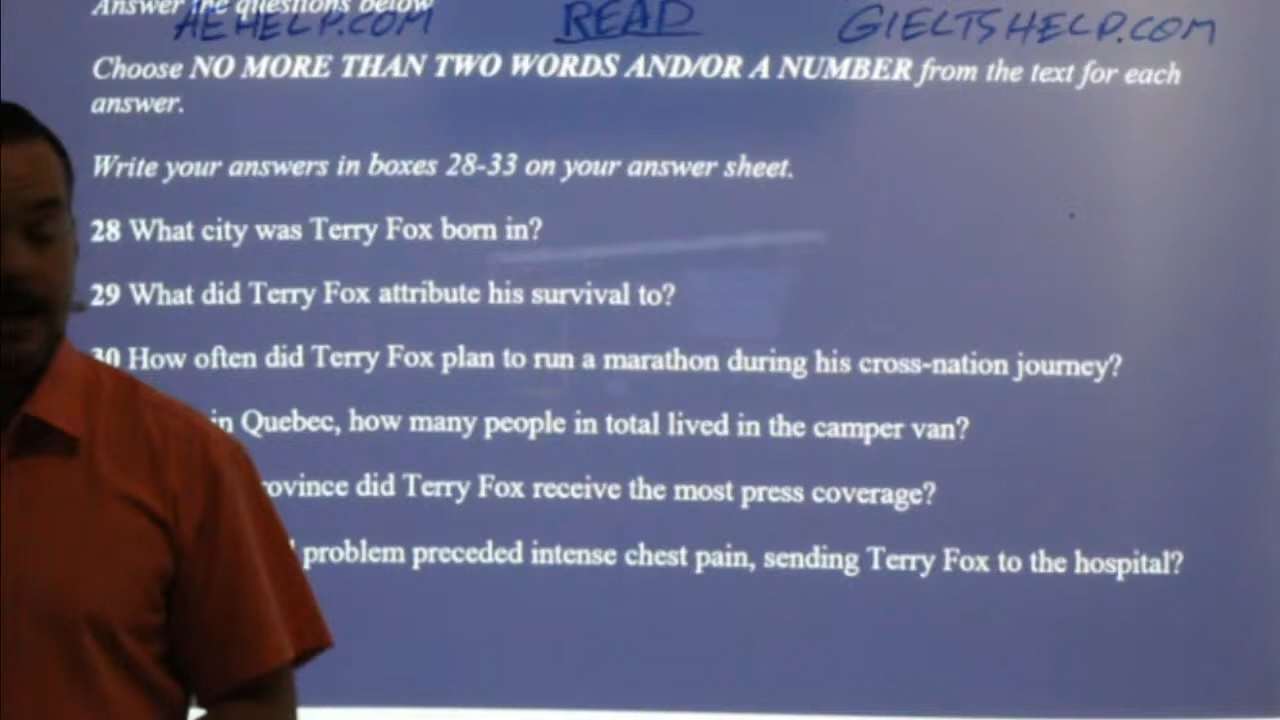 Answer the questions below
AEHELP.COM READ GIELTSHELP.COM
Choose NO MORE THAN TWO WORDS AND/OR A NUMBER from the text for each
answer.
Write your answers in boxes 28-33 on your answer sheet.
28 What city was Terry Fox born in?
29 What did Terry Fox attribute his survival to?
30 How often did Terry Fox plan to run a marathon during his cross-nation journey?
in Quebec, how many people in total lived in the camper van?
ovince did Terry Fox receive the most press coverage?
problem preceded intense chest pain, sending Terry Fox to the hospital?